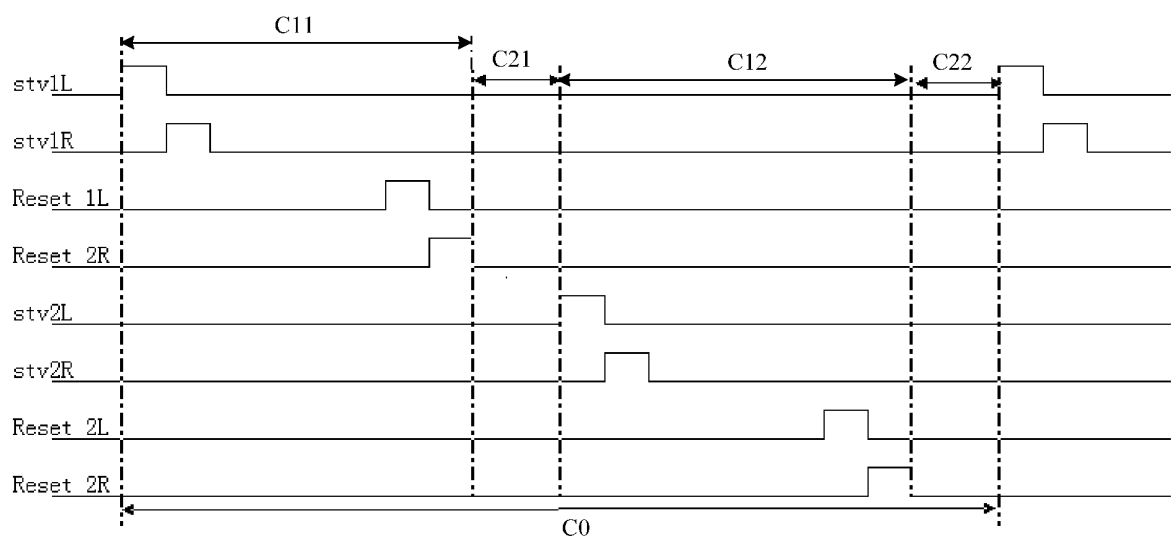 C11
C21
C12
C22
stv1L
stv1R
Reset 1L
Reset 2R
stv2L
stv2R
Reset 2L
Reset 2R
C0